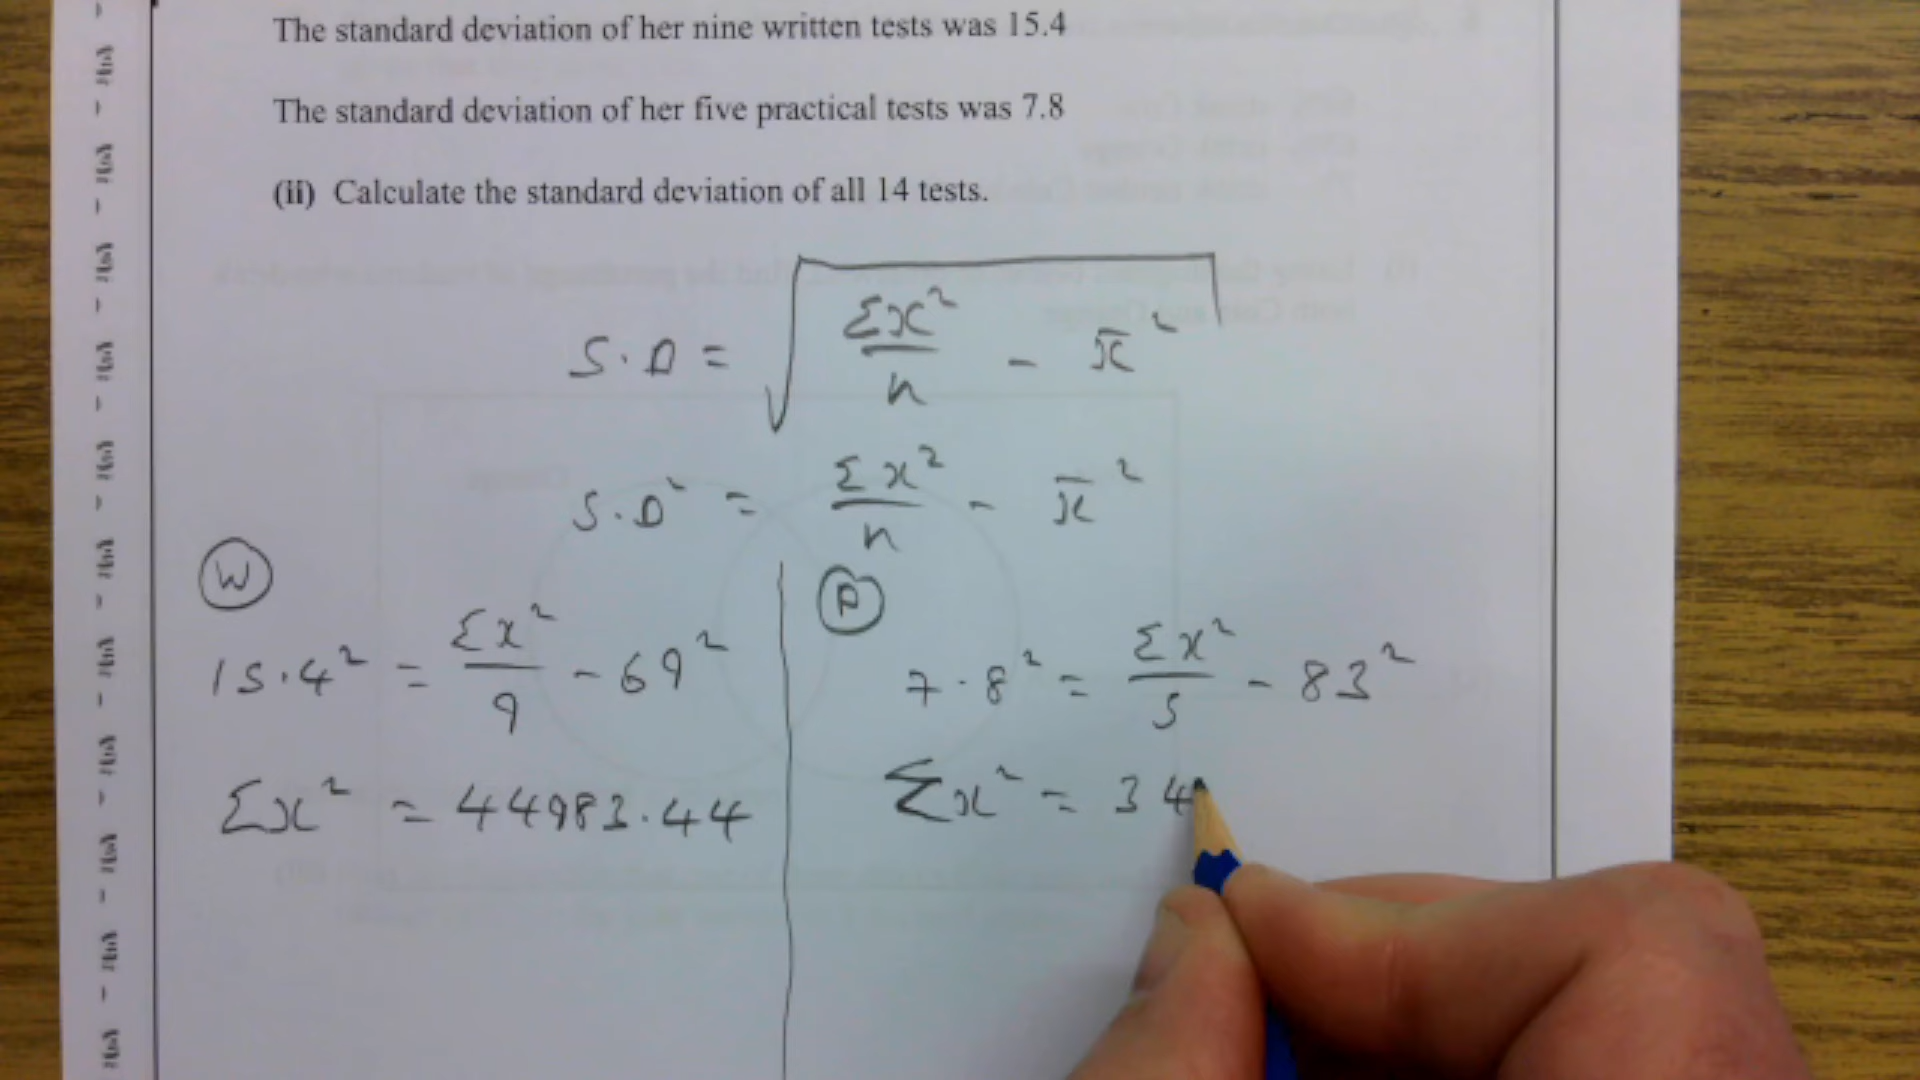 The standard deviation of her nine written tests was 15.4
The standard deviation of her five practical tests was 7.8
(ii) Calculate the standard deviation of all 14 tests.
S.D = √(Σx²/n - x̄²)
S.D² = Σx²/n - x̄²
W
15.4² = Σx²/9 - 69²
Σx² = 44983.44
P
7.8² = Σx²/5 - 83²
Σx² = 34